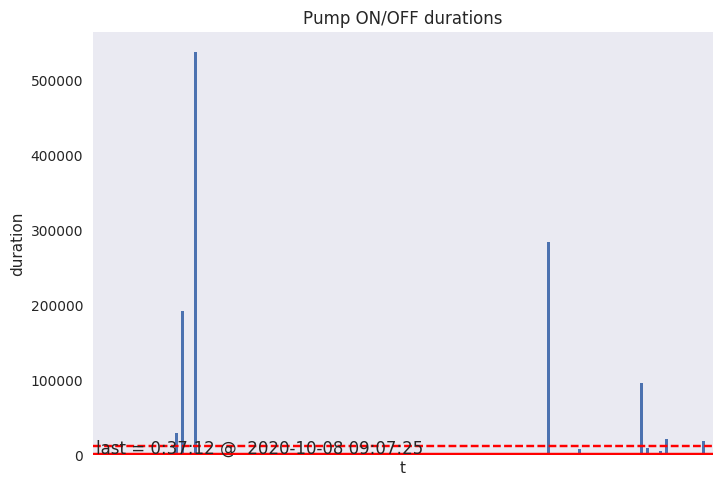 Pump ON/OFF durations
500000
400000
300000
200000
100000
0
duration
last = 0:37:12 @  2020-10-08 09:07:25
t